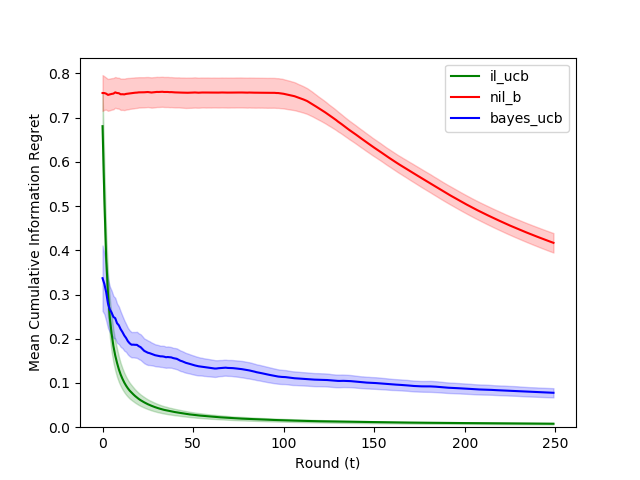 il_ucb
nil_b
bayes_ucb
Mean Cumulative Information Regret
0.8
0.7
0.6
0.5
0.4
0.3
0.2
0.1
0.0
0 50 100 150 200 250
Round (t)